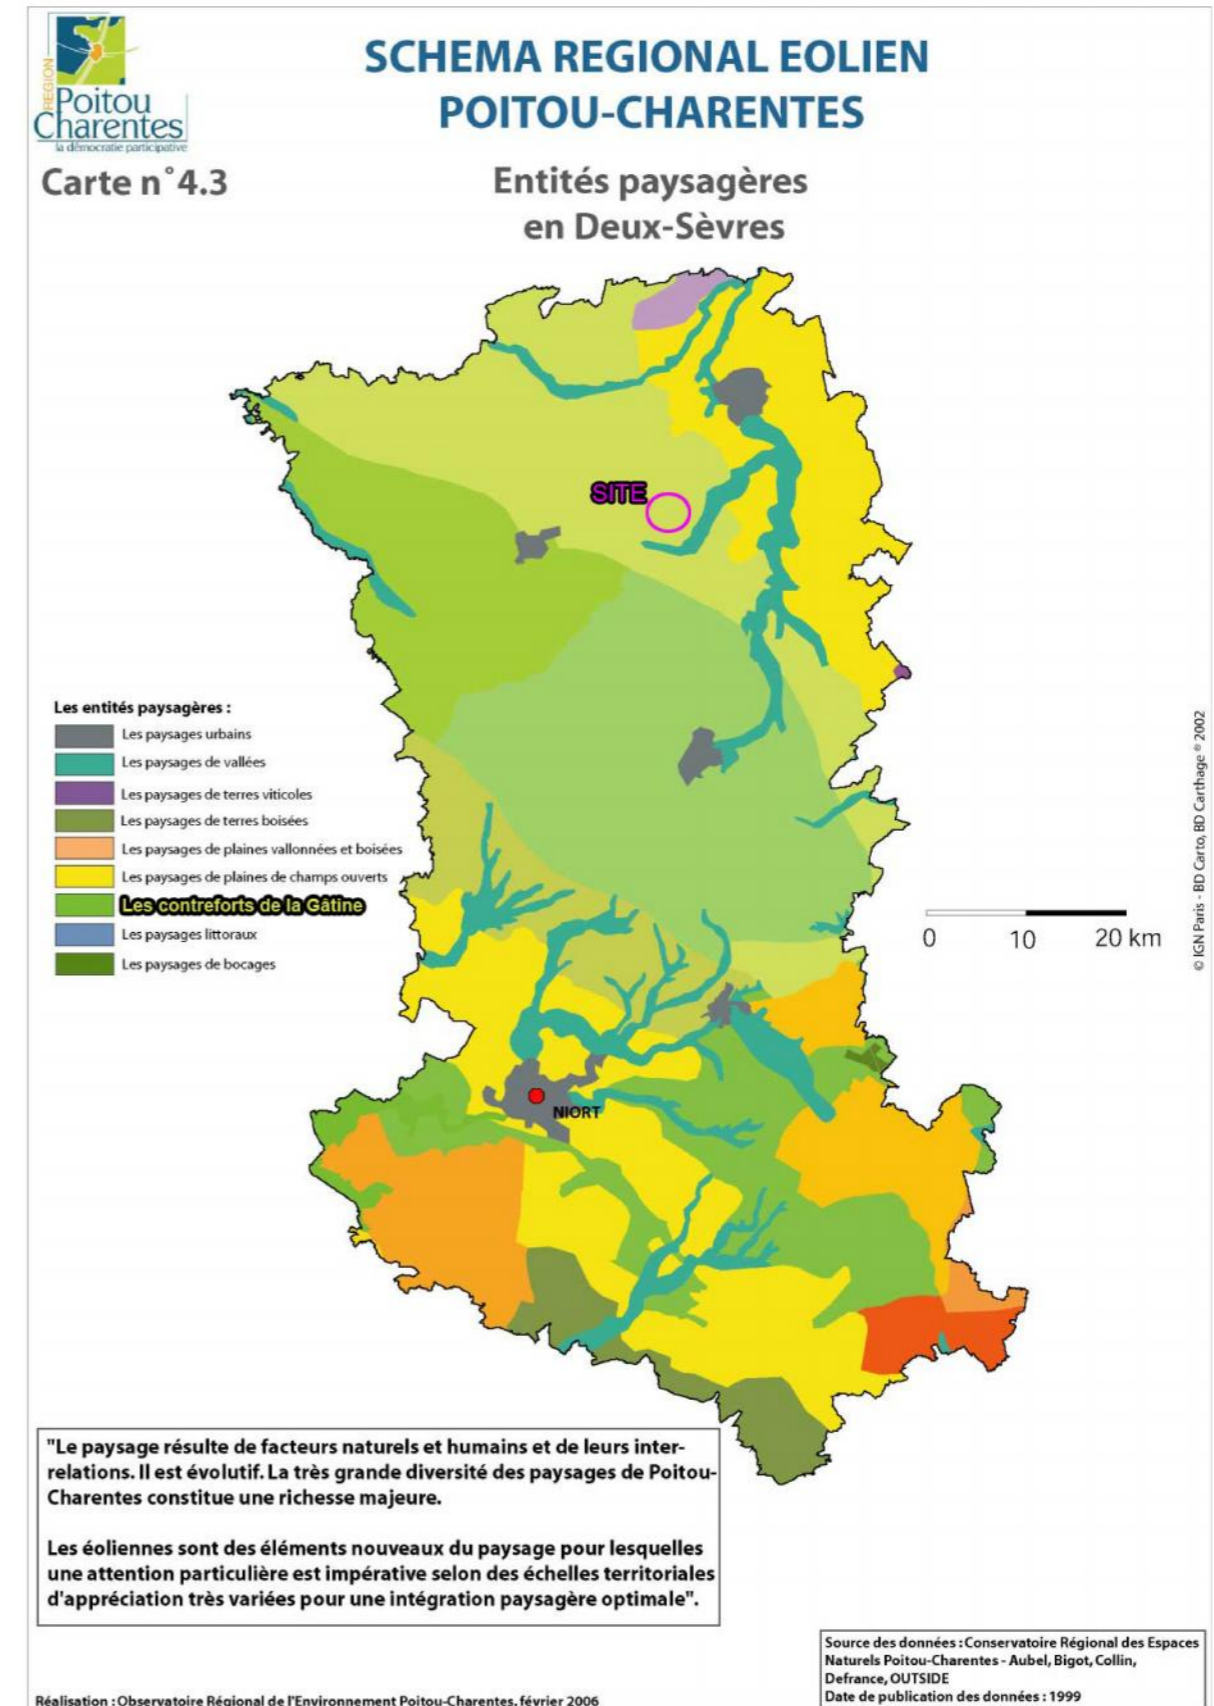 REGION
Poitou
Charentes
la démocratie participative
SCHEMA REGIONAL EOLIEN
POITOU-CHARENTES
Carte n°4.3
Entités paysagères
en Deux-Sèvres
SITE
Les entités paysagères :
Les paysages urbains
Les paysages de vallées
Les paysages de terres viticoles
Les paysages de terres boisées
Les paysages de plaines vallonnées et boisées
Les paysages de plaines de champs ouverts
Les contreforts de la Gâtine
Les paysages littoraux
Les paysages de bocages
0 10 20 km
© IGN Paris - BD Carto, BD Carthage ® 2002
NIORT
"Le paysage résulte de facteurs naturels et humains et de leurs inter-
relations. Il est évolutif. La très grande diversité des paysages de Poitou-
Charentes constitue une richesse majeure.
Les éoliennes sont des éléments nouveaux du paysage pour lesquelles
une attention particulière est impérative selon des échelles territoriales
d'appréciation très variées pour une intégration paysagère optimale".
Source des données : Conservatoire Régional des Espaces
Naturels Poitou-Charentes - Aubel, Bigot, Collin,
Defrance, OUTSIDE
Date de publication des données : 1999
Réalisation : Observatoire Régional de l'Environnement Poitou-Charentes, février 2006